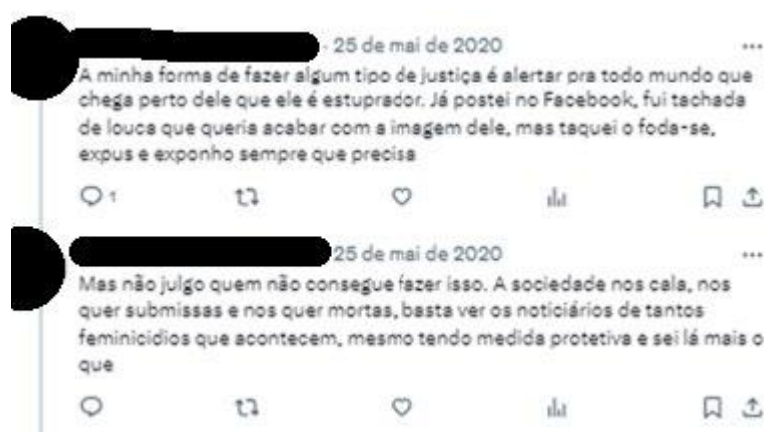 · 25 de mai de 2020
A minha forma de fazer algum tipo de justiça é alertar pra todo mundo que
chega perto dele que ele é estuprador. Já postei no Facebook, fui tachada
de louca que queria acabar com a imagem dele, mas taquei o foda-se,
expus e exponho sempre que precisa
1
25 de mai de 2020
Mas não julgo quem não consegue fazer isso. A sociedade nos cala, nos
quer submissas e nos quer mortas, basta ver os noticiários de tantos
feminicidios que acontecem, mesmo tendo medida protetiva e sei lá mais o
que